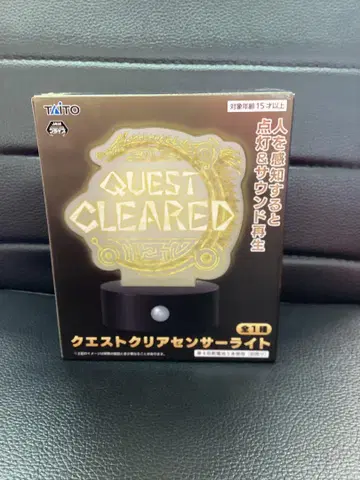 TAITO
対象年齢15才以上
人を感知すると
点灯&サウンド再生
QUEST
CLEARED
全1種
クエストクリアセンサーライト